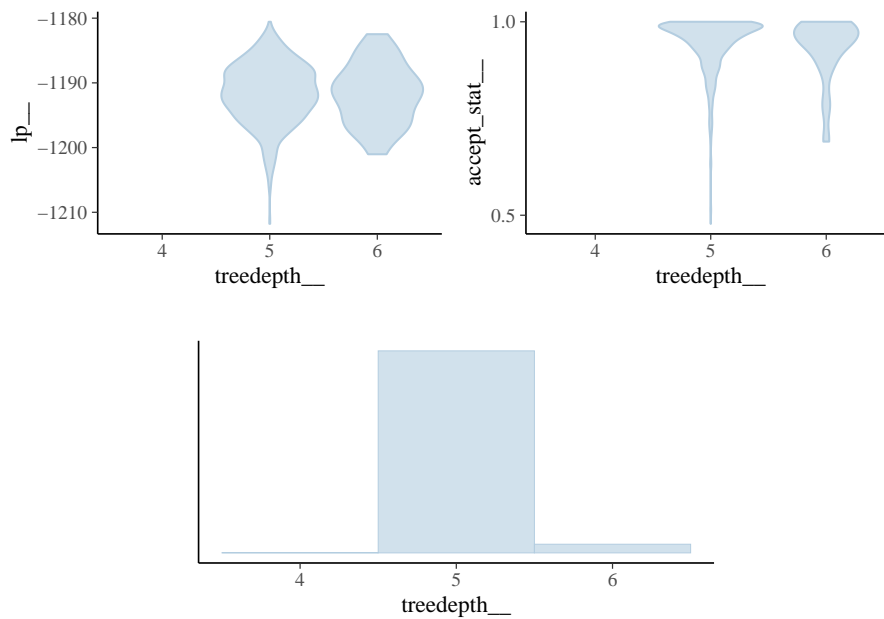 −1180
−1190
−1200
−1210
lp__
4 5 6
treedepth__
1.0
0.5
accept_stat__
4 5 6
treedepth__
4 5 6
treedepth__